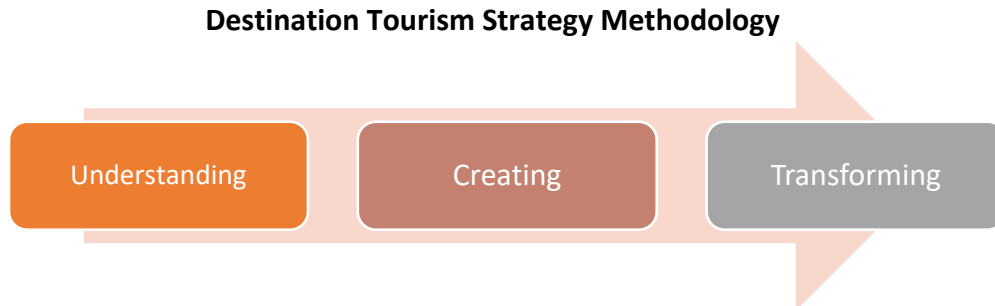 Destination Tourism Strategy Methodology
Understanding
Creating
Transforming